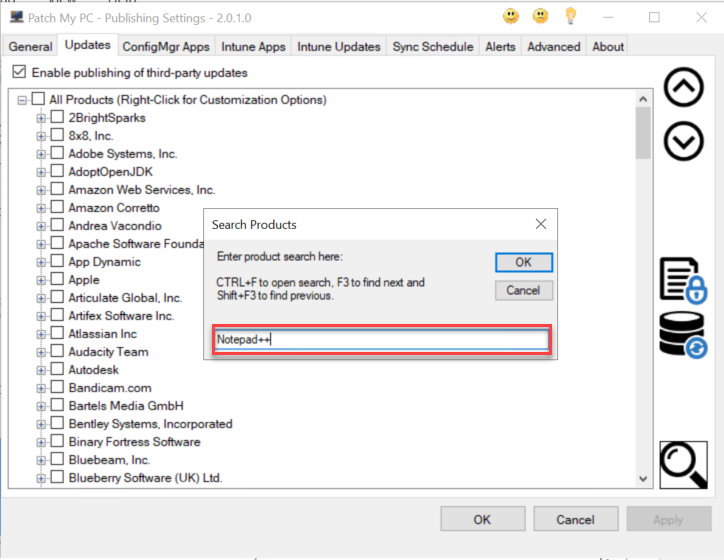 Patch My PC - Publishing Settings - 2.0.1.0
General Updates ConfigMgr Apps Intune Apps Intune Updates Sync Schedule Alerts Advanced About
Enable publishing of third-party updates
All Products (Right-Click for Customization Options)
2BrightSparks
8x8, Inc.
Adobe Systems, Inc.
AdoptOpenJDK
Amazon Web Services, Inc.
Amazon Corretto
Andrea Vacondio
Apache Software Founda
App Dynamic
Apple
Articulate Global, Inc.
Artifex Software Inc.
Atlassian Inc
Audacity Team
Autodesk
Bandicam.com
Bartels Media GmbH
Bentley Systems, Incorporated
Binary Fortress Software
Bluebeam, Inc.
Blueberry Software (UK) Ltd.
Search Products
Enter product search here:
OK
CTRL+F to open search, F3 to find next and
Shift+F3 to find previous.
Cancel
Notepad++
OK Cancel Apply